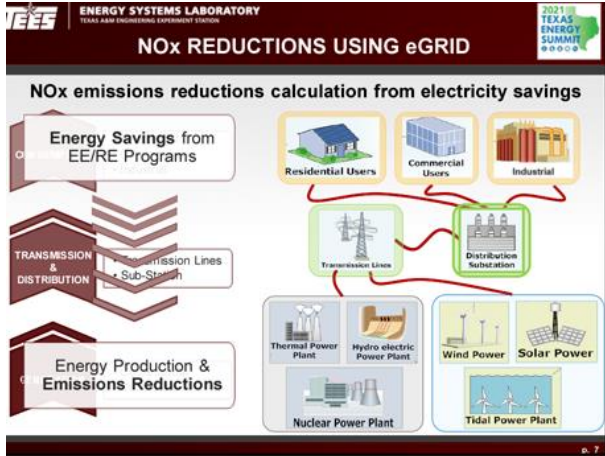 TEES
ENERGY SYSTEMS LABORATORY
TEXAS A&M ENGINEERING EXPERIMENT STATION
2021
TEXAS
ENERGY
SUMMIT
NOx REDUCTIONS USING eGRID
NOx emissions reductions calculation from electricity savings
Energy Savings from
EE/RE Programs
TRANSMISSION
&
DISTRIBUTION
Transmission Lines
• Sub-Station
Energy Production &
Emissions Reductions
Residential Users
Commercial
Users
Industrial
Transmission Lines
Distribution
Substation
Thermal Power
Plant
Hydro electric
Power Plant
Nuclear Power Plant
Wind Power
Solar Power
Tidal Power Plant
p. 7